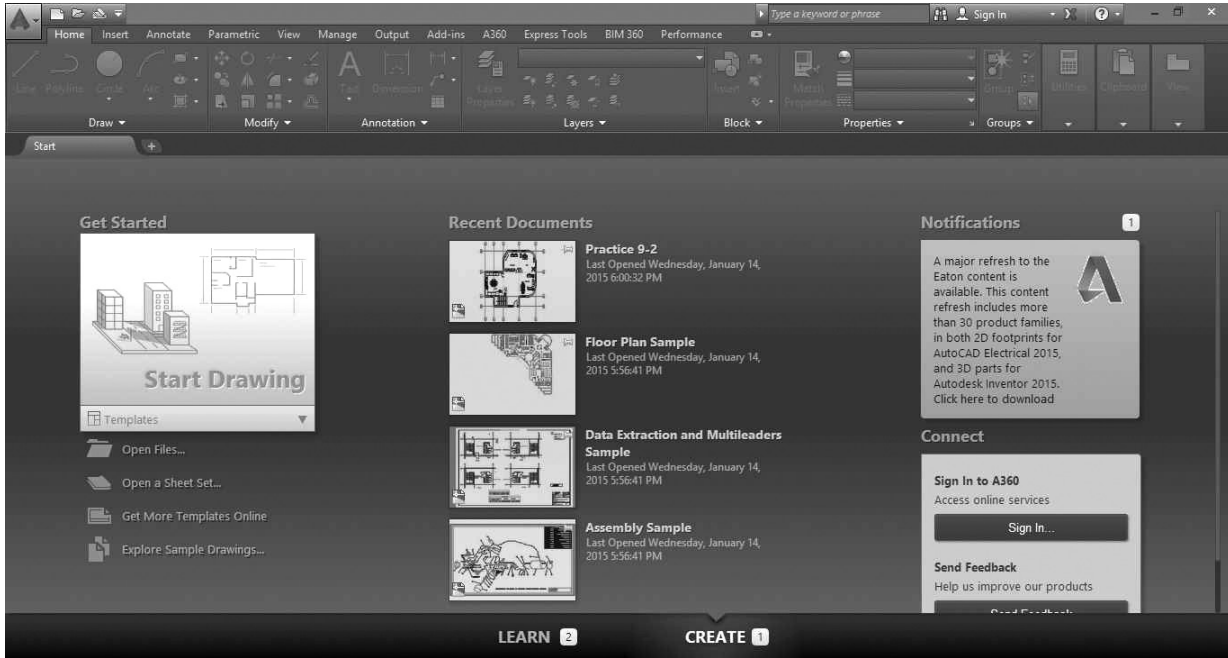 Type a keyword or phrase
Sign In
Home Insert Annotate Parametric View Manage Output Add-ins A360 Express Tools BIM 360 Performance
Line Polyline Circle Arc Text Dimension Layer Insert Match Group Utilities Clipboard View
Properties Properties
Draw Modify Annotation Layers Block Properties Groups
Start
Get Started
Start Drawing
Templates
Open Files...
Open a Sheet Set...
Get More Templates Online
Explore Sample Drawings...
Recent Documents
Practice 9-2
Last Opened Wednesday, January 14,
2015 6:00:32 PM
Floor Plan Sample
Last Opened Wednesday, January 14,
2015 5:56:41 PM
Data Extraction and Multileaders
Sample
Last Opened Wednesday, January 14,
2015 5:56:41 PM
Assembly Sample
Last Opened Wednesday, January 14,
2015 5:56:41 PM
Notifications 1
A major refresh to the
Eaton content is
available. This content
refresh includes more
than 30 product families,
in both 2D footprints for
AutoCAD Electrical 2015,
and 3D parts for
Autodesk Inventor 2015.
Click here to download
Connect
Sign In to A360
Access online services
Sign In...
Send Feedback
Help us improve our products
Send Feedback
LEARN 2 CREATE 1